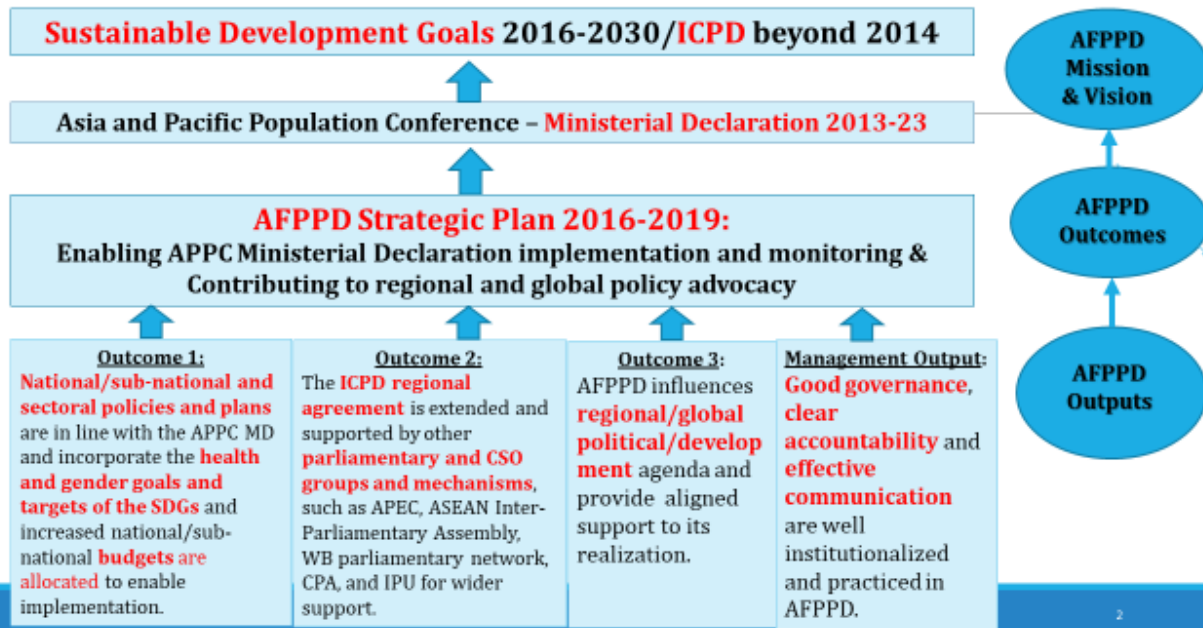 Sustainable Development Goals 2016-2030/ICPD beyond 2014
Asia and Pacific Population Conference – Ministerial Declaration 2013-23
AFPPD Strategic Plan 2016-2019:
Enabling APPC Ministerial Declaration implementation and monitoring &
Contributing to regional and global policy advocacy
Outcome 1:
National/sub-national and
sectoral policies and plans
are in line with the APPC MD
and incorporate the health
and gender goals and
targets of the SDGs and
increased national/sub-
national budgets are
allocated to enable
implementation.
Outcome 2:
The ICPD regional
agreement is extended and
supported by other
parliamentary and CSO
groups and mechanisms,
such as APEC, ASEAN Inter-
Parliamentary Assembly,
WB parliamentary network,
CPA, and IPU for wider
support.
Outcome 3:
AFPPD influences
regional/global
political/develop
ment agenda and
provide aligned
support to its
realization.
Management Output:
Good governance,
clear
accountability and
effective
communication
are well
institutionalized
and practiced in
AFPPD.
AFPPD
Mission
& Vision
AFPPD
Outcomes
AFPPD
Outputs
2